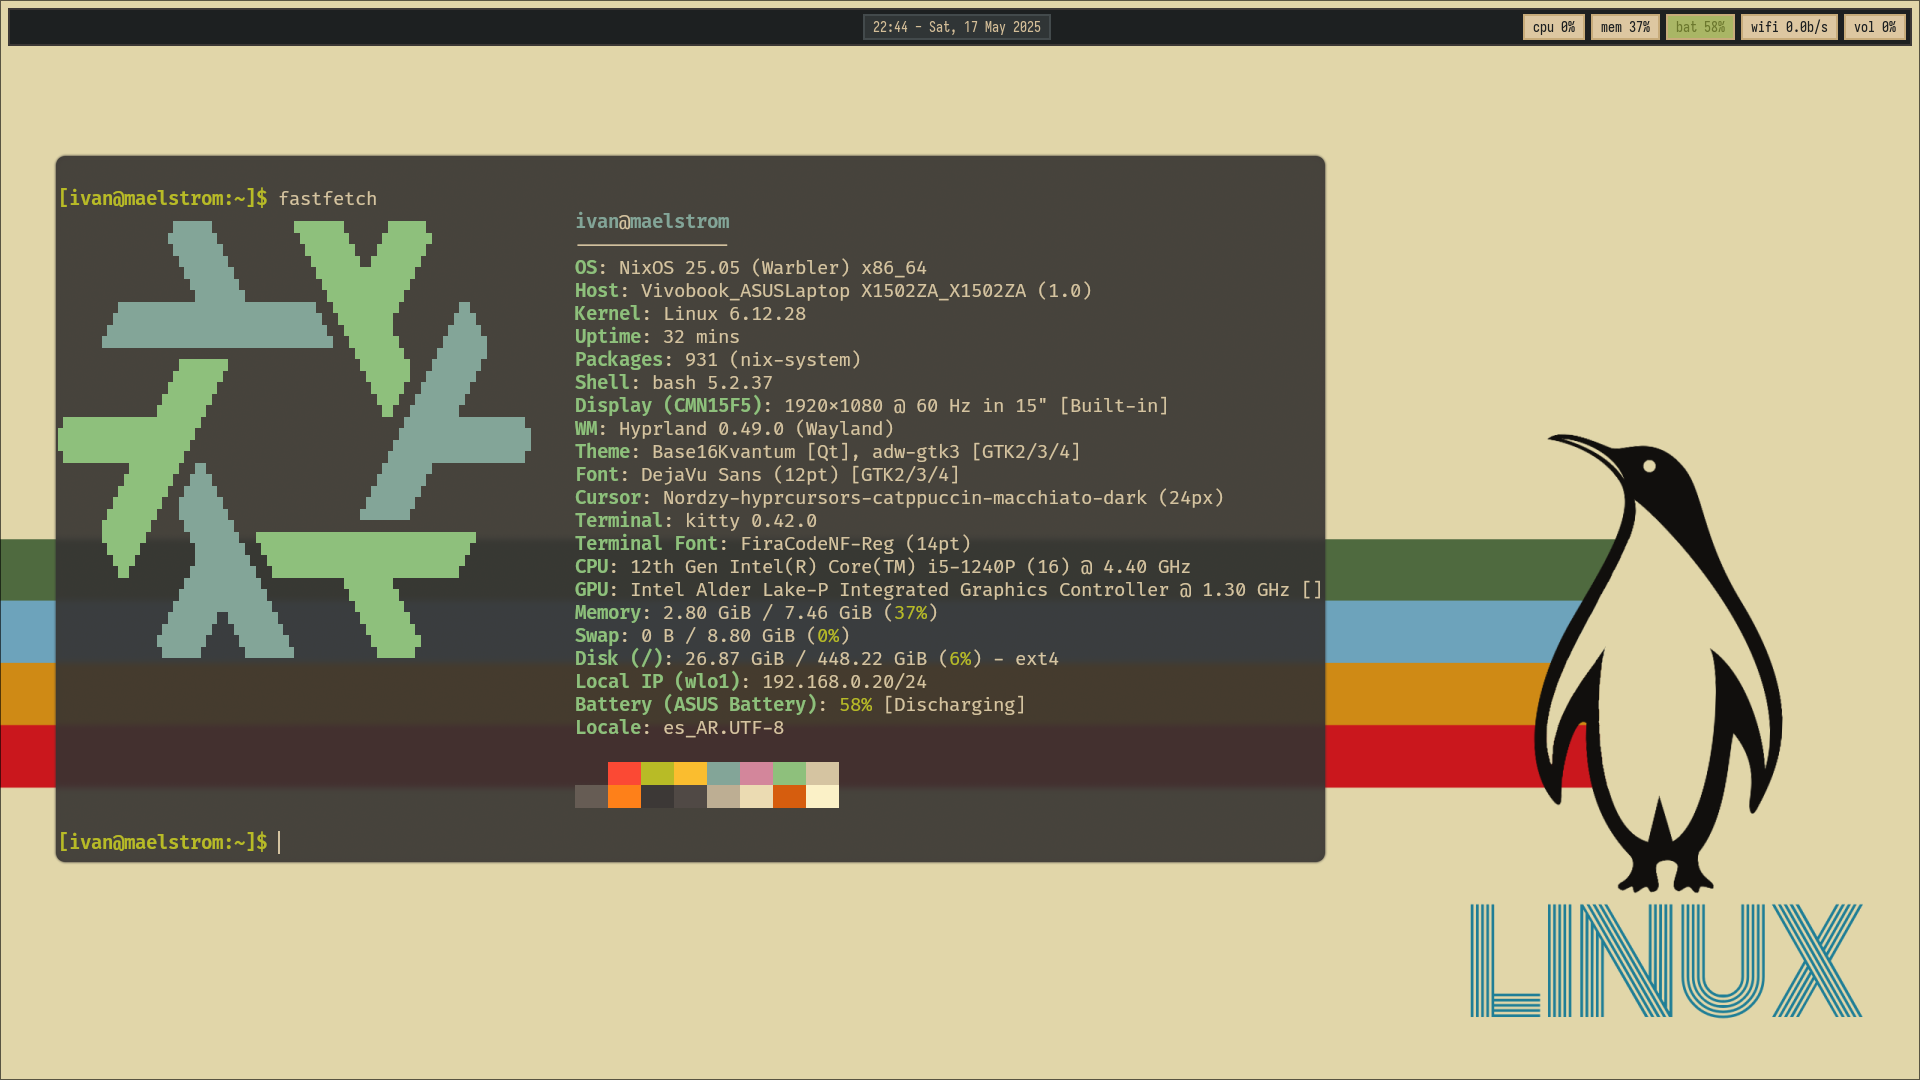 22:44 - Sat, 17 May 2025
cpu 0% mem 37% bat 58% wifi 0.0b/s vol 0%
[ivan@maelstrom:~]$ fastfetch
ivan@maelstrom
OS: NixOS 25.05 (Warbler) x86_64
Host: Vivobook_ASUSLaptop X1502ZA_X1502ZA (1.0)
Kernel: Linux 6.12.28
Uptime: 32 mins
Packages: 931 (nix-system)
Shell: bash 5.2.37
Display (CMN15F5): 1920×1080 @ 60 Hz in 15" [Built-in]
WM: Hyprland 0.49.0 (Wayland)
Theme: Base16Kvantum [Qt], adw-gtk3 [GTK2/3/4]
Font: DejaVu Sans (12pt) [GTK2/3/4]
Cursor: Nordzy-hyprcursors-catppuccin-macchiato-dark (24px)
Terminal: kitty 0.42.0
Terminal Font: FiraCodeNF-Reg (14pt)
CPU: 12th Gen Intel(R) Core(TM) i5-1240P (16) @ 4.40 GHz
GPU: Intel Alder Lake-P Integrated Graphics Controller @ 1.30 GHz []
Memory: 2.80 GiB / 7.46 GiB (37%)
Swap: 0 B / 8.80 GiB (0%)
Disk (/): 26.87 GiB / 448.22 GiB (6%) - ext4
Local IP (wlo1): 192.168.0.20/24
Battery (ASUS Battery): 58% [Discharging]
Locale: es_AR.UTF-8
[ivan@maelstrom:~]$
LINUX